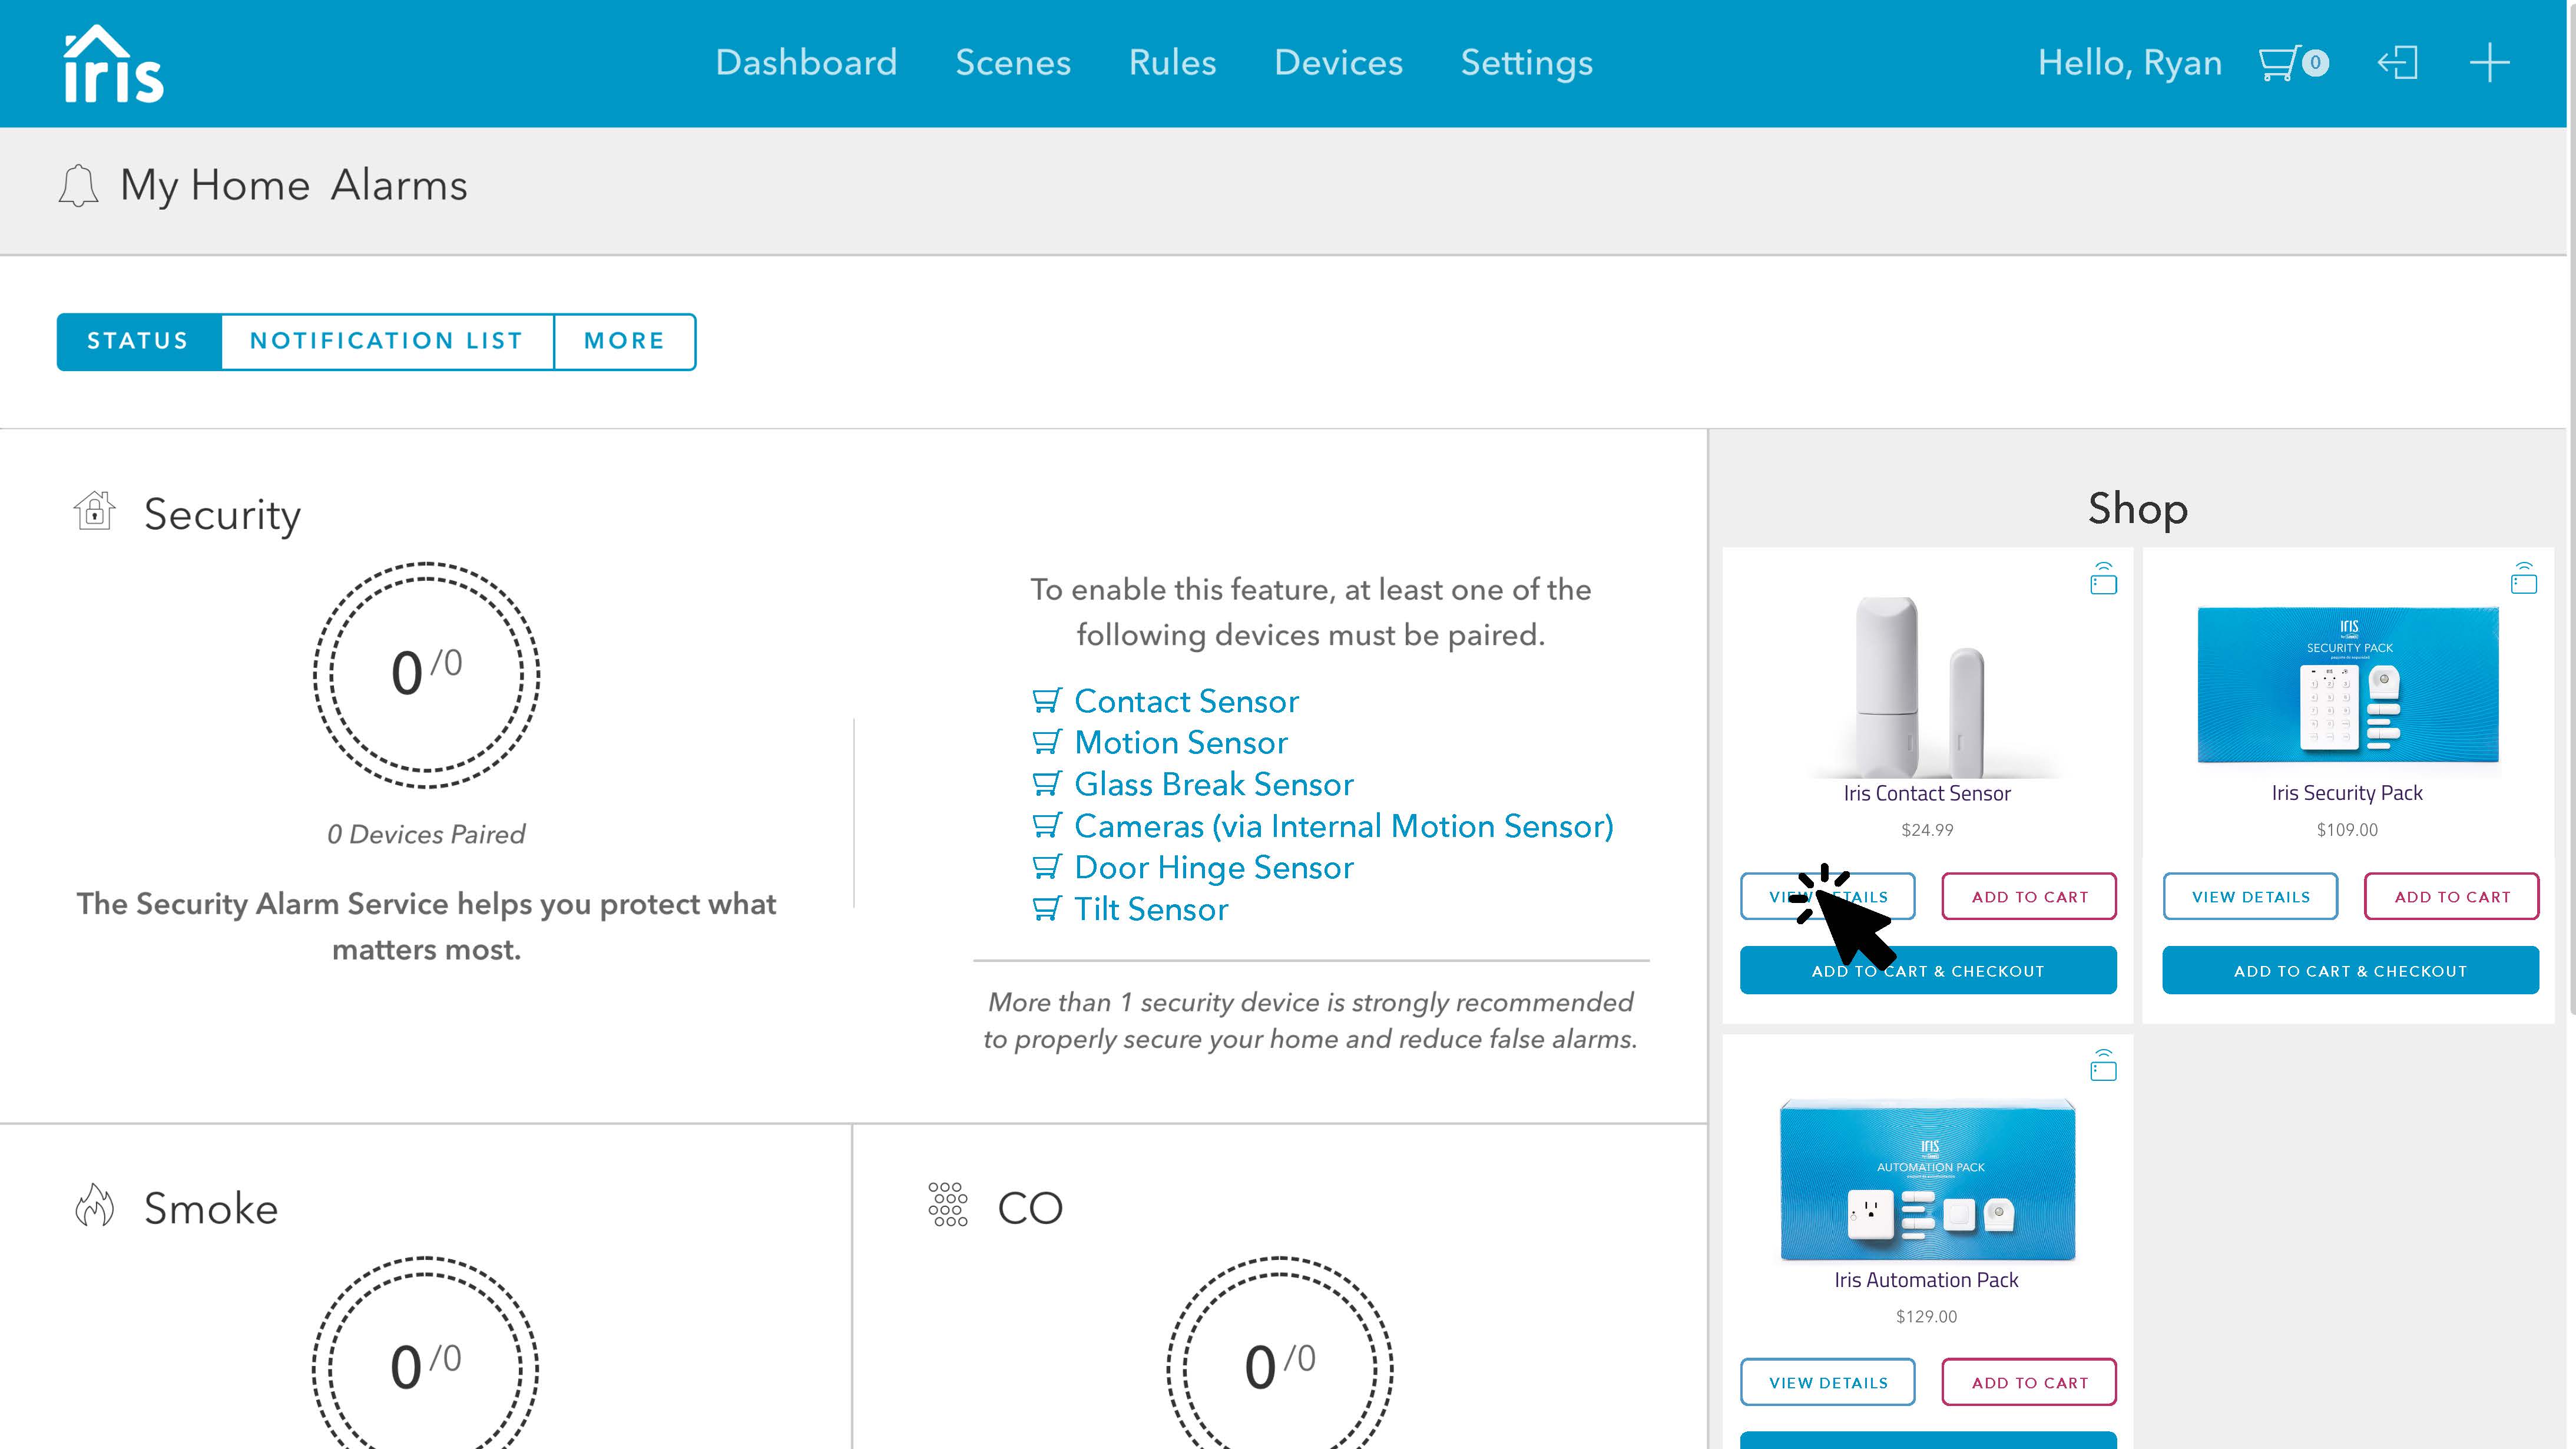 iris
Dashboard
Scenes
Rules
Devices
Settings
Hello, Ryan
0
My Home Alarms
STATUS
NOTIFICATION LIST
MORE
Security
0/0
0 Devices Paired
The Security Alarm Service helps you protect what
matters most.
To enable this feature, at least one of the
following devices must be paired.
Contact Sensor
Motion Sensor
Glass Break Sensor
Cameras (via Internal Motion Sensor)
Door Hinge Sensor
Tilt Sensor
More than 1 security device is strongly recommended
to properly secure your home and reduce false alarms.
Shop
Iris Contact Sensor
$24.99
VIEW DETAILS
ADD TO CART
ADD TO CART & CHECKOUT
IRIS
SECURITY PACK
Iris Security Pack
$109.00
VIEW DETAILS
ADD TO CART
ADD TO CART & CHECKOUT
IRIS
AUTOMATION PACK
Iris Automation Pack
$129.00
VIEW DETAILS
ADD TO CART
Smoke
0/0
CO
0/0